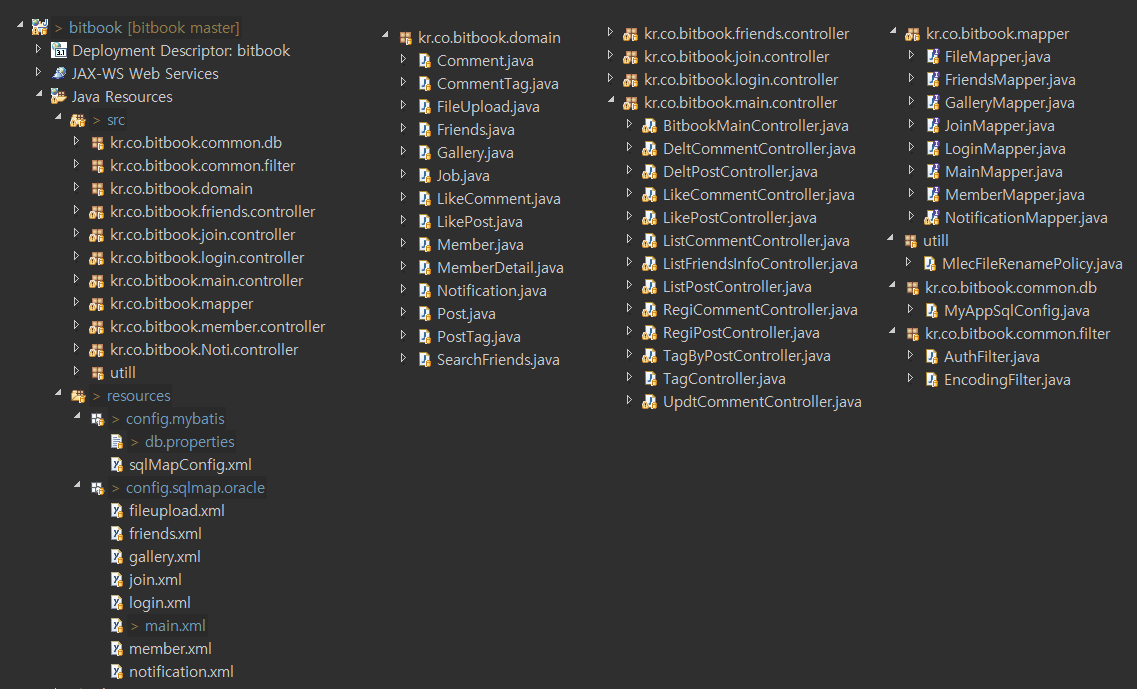 > bitbook [bitbook master]
Deployment Descriptor: bitbook
JAX-WS Web Services
Java Resources
> src
kr.co.bitbook.common.db
kr.co.bitbook.common.filter
kr.co.bitbook.domain
kr.co.bitbook.friends.controller
kr.co.bitbook.join.controller
kr.co.bitbook.login.controller
kr.co.bitbook.main.controller
kr.co.bitbook.mapper
kr.co.bitbook.member.controller
kr.co.bitbook.Noti.controller
utill
> resources
> config.mybatis
> db.properties
sqlMapConfig.xml
> config.sqlmap.oracle
fileupload.xml
friends.xml
gallery.xml
join.xml
login.xml
> main.xml
member.xml
notification.xml
kr.co.bitbook.domain
Comment.java
CommentTag.java
FileUpload.java
Friends.java
Gallery.java
Job.java
LikeComment.java
LikePost.java
Member.java
MemberDetail.java
Notification.java
Post.java
PostTag.java
SearchFriends.java
kr.co.bitbook.friends.controller
kr.co.bitbook.join.controller
kr.co.bitbook.login.controller
kr.co.bitbook.main.controller
BitbookMainController.java
DeltCommentController.java
DeltPostController.java
LikeCommentController.java
LikePostController.java
ListCommentController.java
ListFriendsInfoController.java
ListPostController.java
RegiCommentController.java
RegiPostController.java
TagByPostController.java
TagController.java
UpdtCommentController.java
kr.co.bitbook.mapper
FileMapper.java
FriendsMapper.java
GalleryMapper.java
JoinMapper.java
LoginMapper.java
MainMapper.java
MemberMapper.java
NotificationMapper.java
utill
MlecFileRenamePolicy.java
kr.co.bitbook.common.db
MyAppSqlConfig.java
kr.co.bitbook.common.filter
AuthFilter.java
EncodingFilter.java